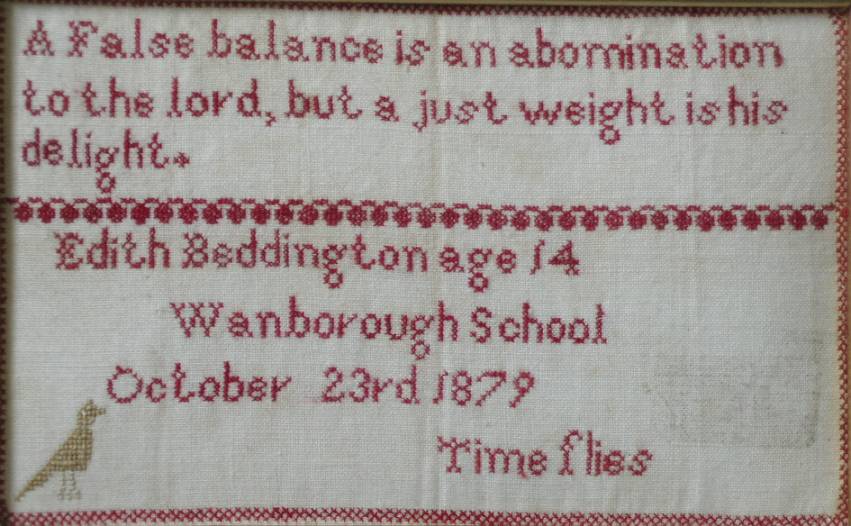 A False balance is an abomination
to the lord, but a just weight is his
delight.
Edith Beddington age 14
Wanborough School
October 23rd 1879
Time flies